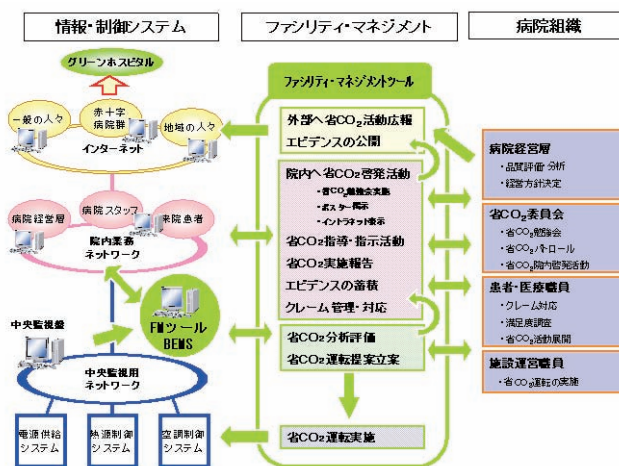 情報・制御システム
グリーンホスピタル
一般の人々
赤十字
病院群
地域の人々
インターネット
病院経営層
病院スタッフ
来院患者
院内業務
ネットワーク
中央監視盤
FMツール
BEMS
中央監視用
ネットワーク
電源供給
システム
熱源制御
システム
空調制御
システム
ファシリティ・マネジメント
ファシリティ・マネジメントツール
外部へ省CO₂活動広報
エビデンスの公開
院内へ省CO₂啓発活動
・省CO₂勉強会実施
・ポスター掲示
・イントラネット表示
省CO₂指導・指示活動
省CO₂実施報告
エビデンスの蓄積
クレーム管理・対応
省CO₂分析評価
省CO₂運転提案立案
省CO₂運転実施
病院組織
病院経営層
・品質評価・分析
・経営方針決定
省CO₂委員会
・省CO₂勉強会
・省CO₂パトロール
・省CO₂院内啓発活動
患者・医療職員
・クレーム対応
・満足度調査
・省CO₂活動展開
施設運営職員
・省CO₂運転の実施